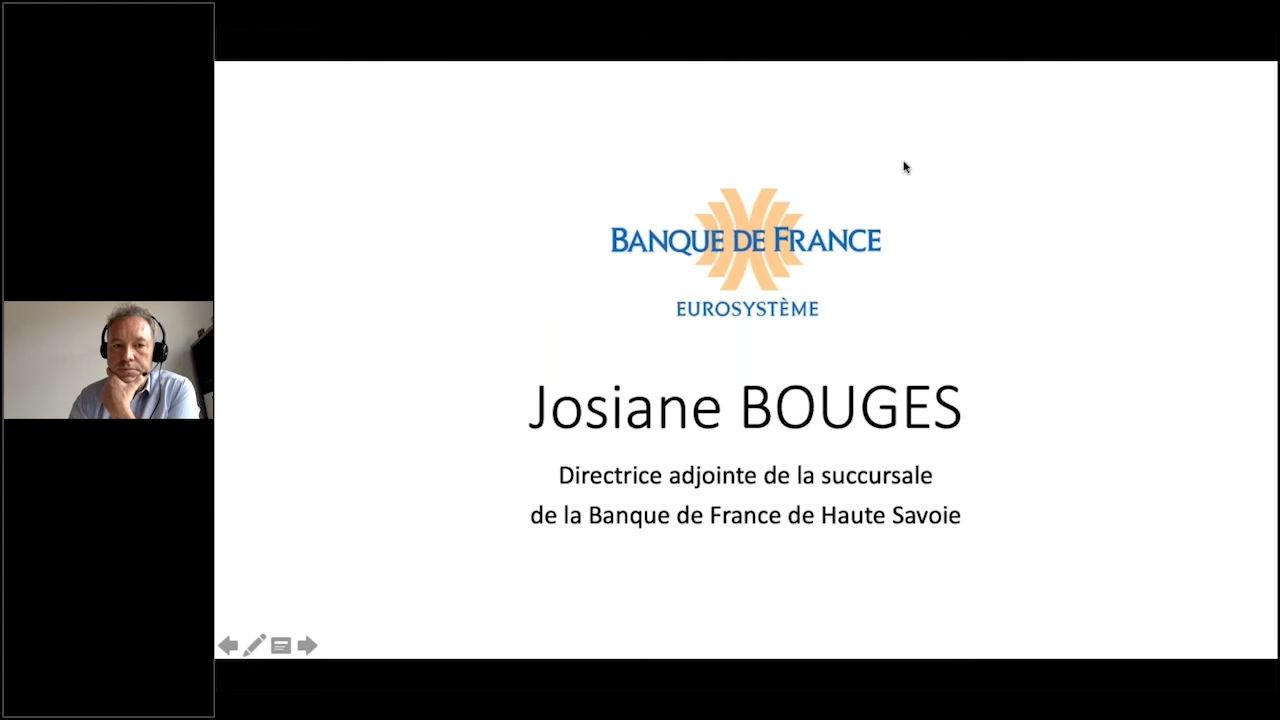 BANQUE DE FRANCE
EUROSYSTÈME
Josiane BOUGES
Directrice adjointe de la succursale
de la Banque de France de Haute Savoie